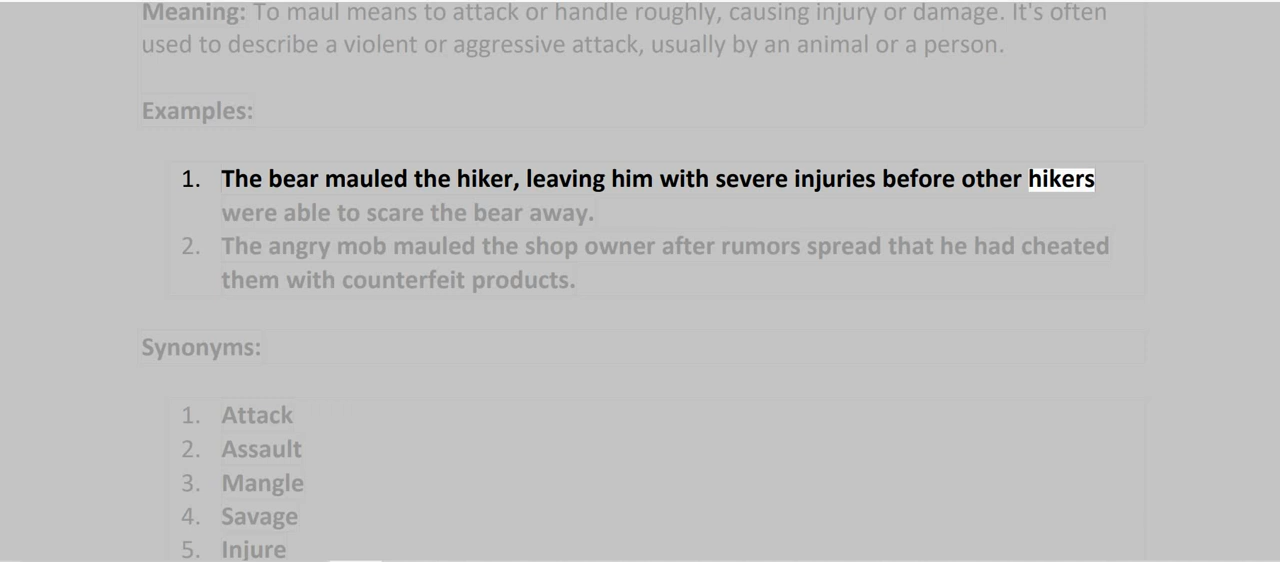 Meaning: To maul means to attack or handle roughly, causing injury or damage. It's often
used to describe a violent or aggressive attack, usually by an animal or a person.
Examples:
1. The bear mauled the hiker, leaving him with severe injuries before other hikers
were able to scare the bear away.
2. The angry mob mauled the shop owner after rumors spread that he had cheated
them with counterfeit products.
Synonyms:
1. Attack
2. Assault
3. Mangle
4. Savage
5. Injure